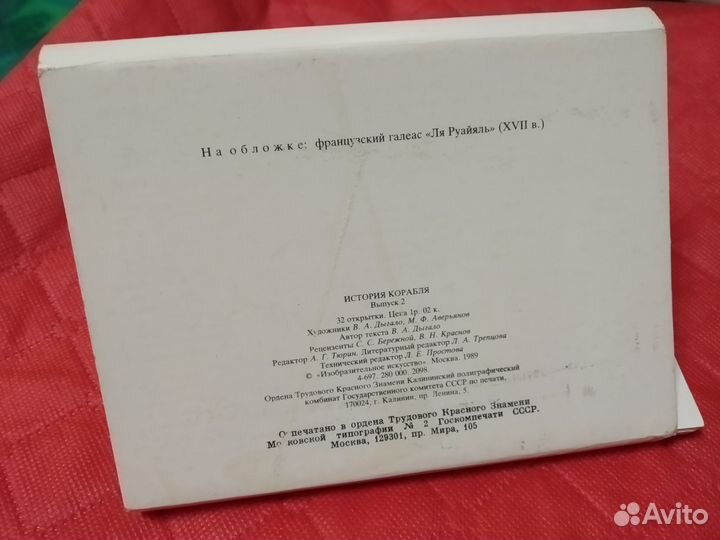 На обложке: французский галеас «Ля Руайяль» (XVII в.)
ИСТОРИЯ КОРАБЛЯ
Выпуск 2
32 открытки. Цена 1р. 02 к.
Художники В. А. Дыгало, М. Ф. Аверьянов
Автор текста В. А. Дыгало
Рецензенты С. С. Бережной, В. Н. Краснов
Редактор А. Г. Тюрин. Литературный редактор Л. А. Трепцова
Технический редактор Л. Е. Простова
© «Изобразительное искусство». Москва. 1989
4-697. 280 000. 2098.
Ордена Трудового Красного Знамени Калининский полиграфический
комбинат Государственного комитета СССР по печати,
170024, г. Калинин, пр. Ленина, 5.
Отпечатано в ордена Трудового Красного Знамени
Московской типографии № 2 Госкомпечати СССР.
Москва, 129301, пр. Мира, 105
Avito